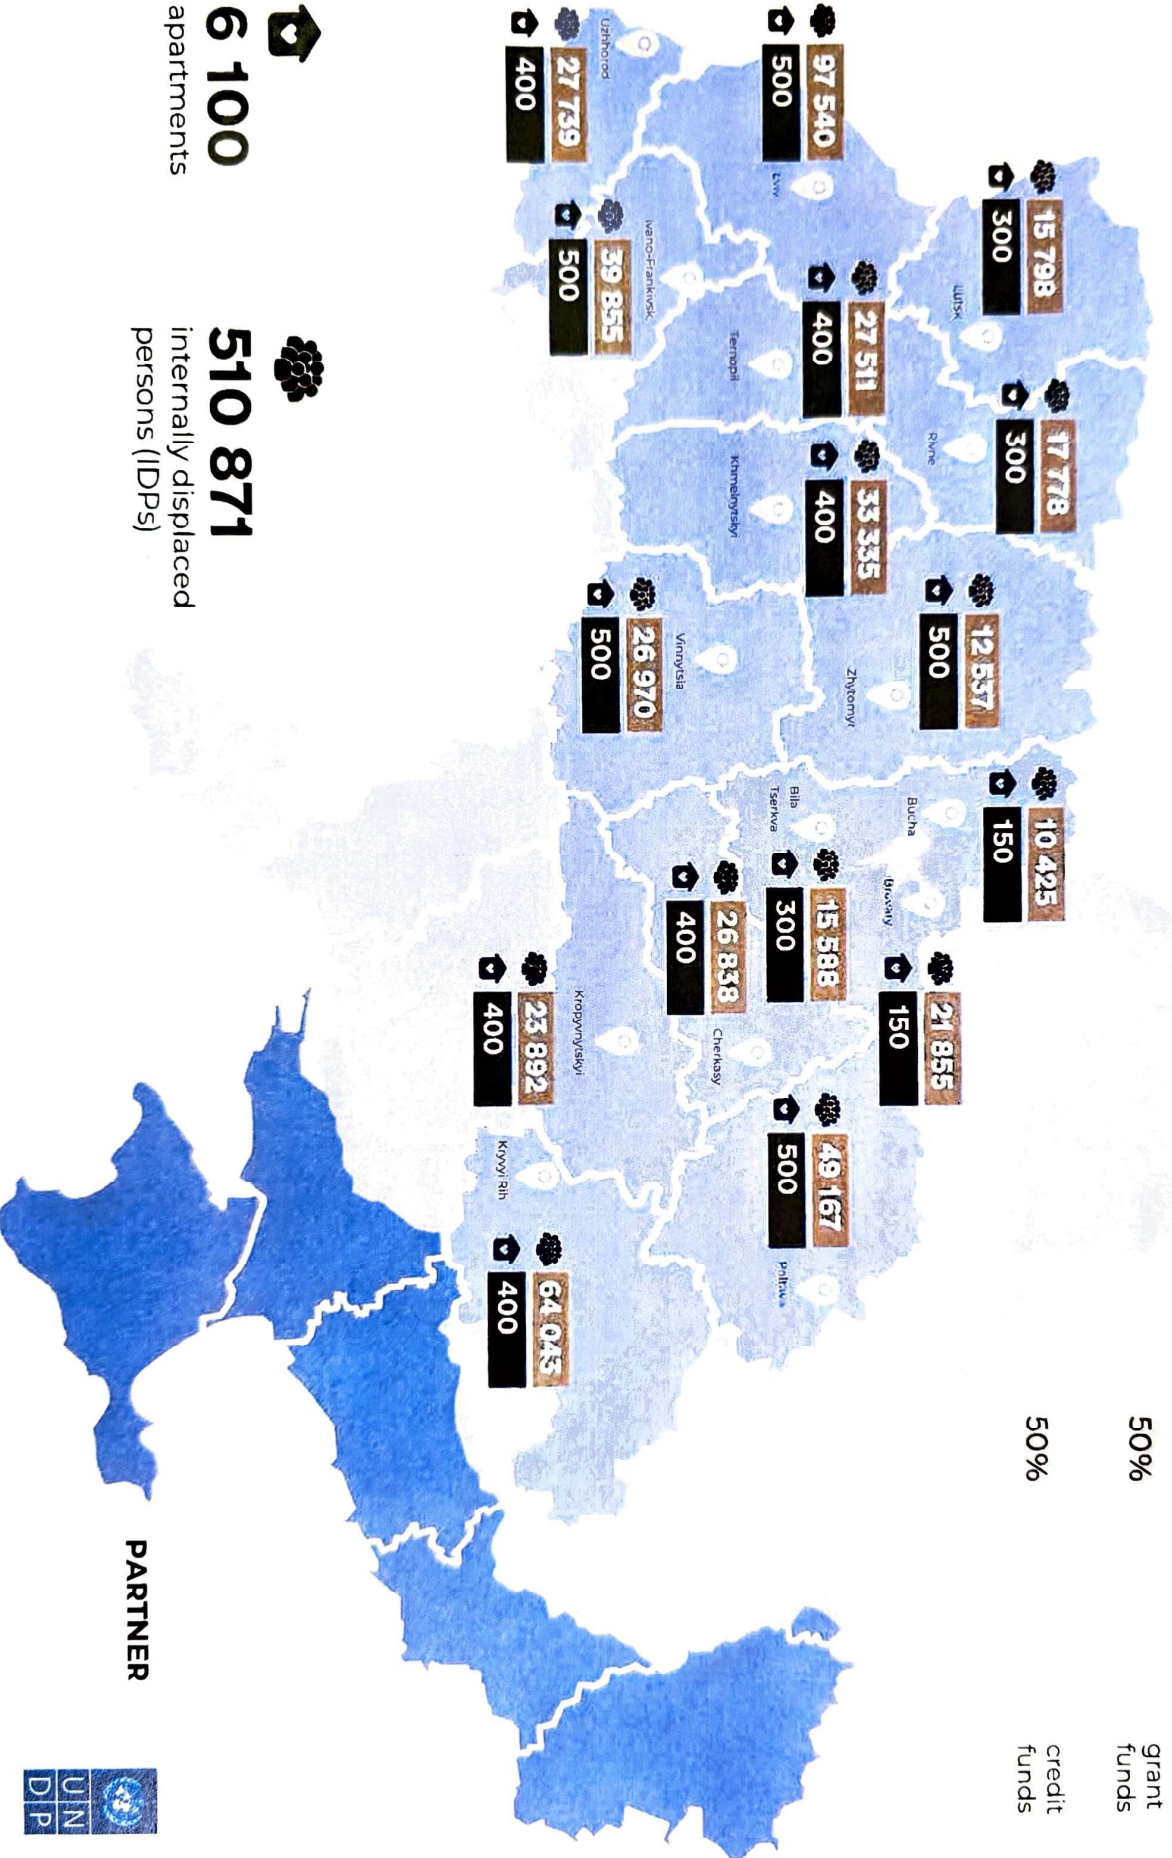 50% grant
funds
50% credit
funds
15 798
300
Lutsk
17 778
300
Rivne
10 425
150
Bucha
12 537
500
Zhytomyr
21 855
150
Brovary
97 540
500
Lviv
27 511
400
Ternopil
33 335
400
Khmelnytskyi
15 588
300
Bila
Tserkva
49 167
500
Poltava
26 838
400
Cherkasy
27 739
400
Uzhhorod
39 855
500
Ivano-Frankivsk
26 970
500
Vinnytsia
23 892
400
Kropyvnytskyi
64 043
400
Kryvyi Rih
6 100
apartments
510 871
internally displaced
persons (IDPs)
PARTNER
UN
DP